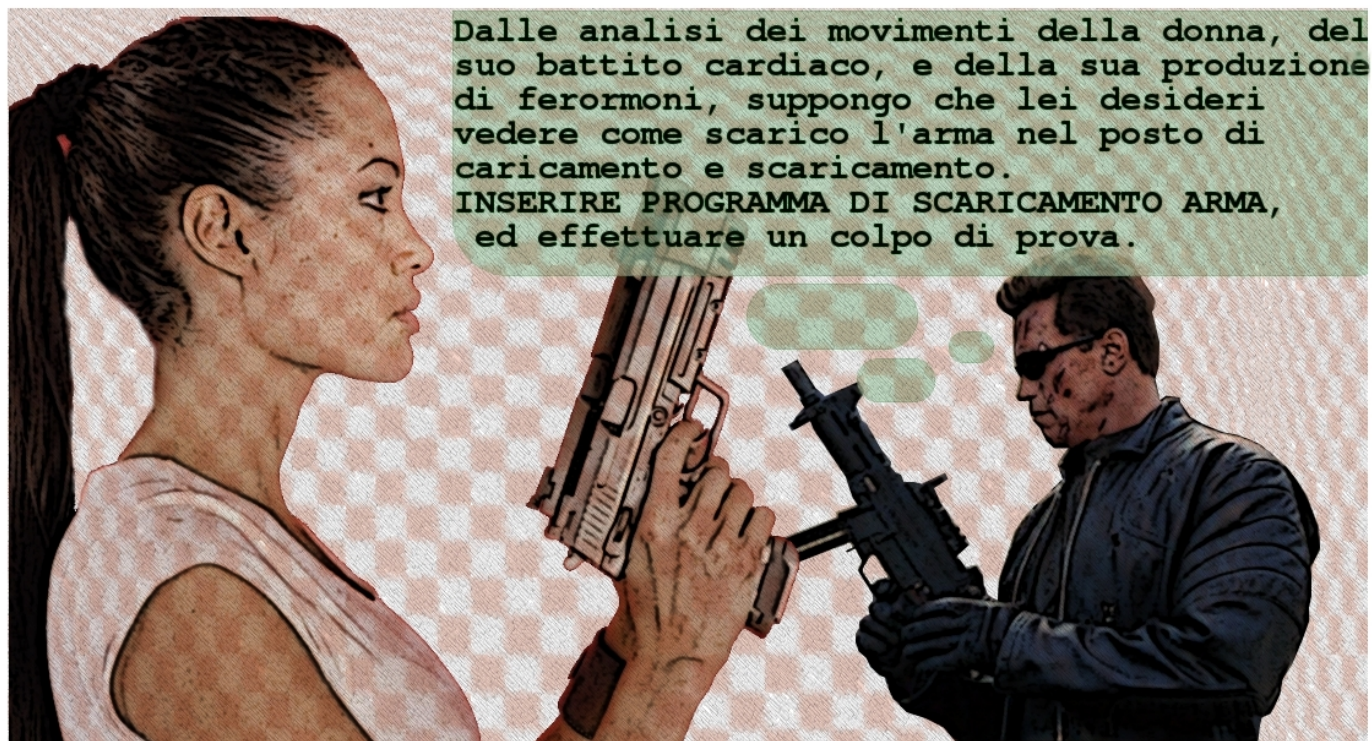 Dalle analisi dei movimenti della donna, del
suo battito cardiaco, e della sua produzione
di ferormoni, suppongo che lei desideri
vedere come scarico l'arma nel posto di
caricamento e scaricamento.
INSERIRE PROGRAMMA DI SCARICAMENTO ARMA,
ed effettuare un colpo di prova.